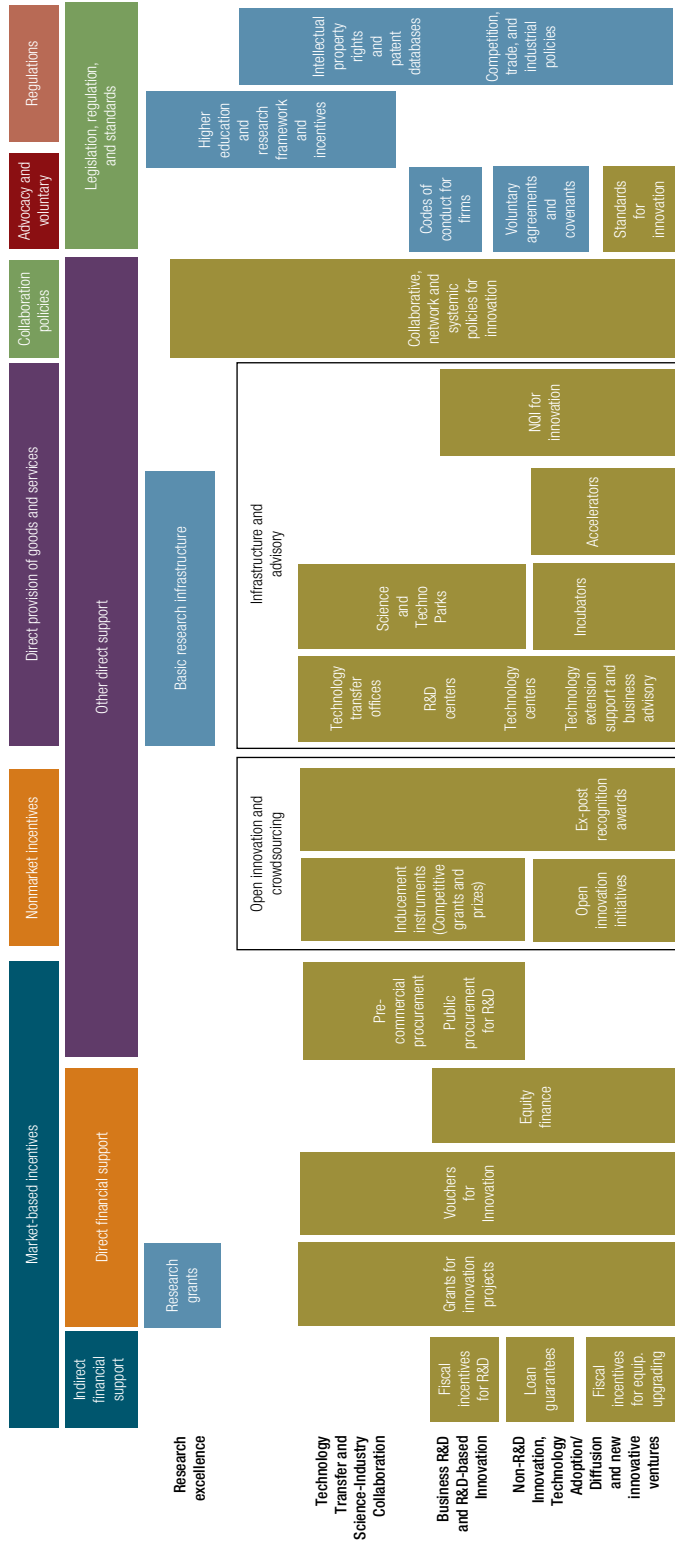 Market-based incentives
Nonmarket incentives
Direct provision of goods and services
Collaboration
policies
Advocacy and
voluntary
Regulations
Indirect
financial
support
Direct financial support
Other direct support
Legislation, regulation,
and standards
Research
excellence
Research
grants
Basic research infrastructure
Higher
education
and
research
framework
and
incentives
Technology
Transfer and
Science-Industry
Collaboration
Business R&D
and R&D-based
Innovation
Non-R&D
Innovation,
Technology
Adoption/
Diffusion
and new
innovative
ventures
Fiscal
incentives
for R&D
Loan
guarantees
Fiscal
incentives
for equip.
upgrading
Grants for
innovation
projects
Vouchers
for
Innovation
Equity
finance
Pre-
commercial
procurement
Public
procurement
for R&D
Open innovation and
crowdsourcing
Inducement
instruments
(Competitive
grants and
prizes)
Open
innovation
initiatives
Ex-post
recognition
awards
Infrastructure and
advisory
Technology
transfer
offices
R&D
centers
Technology
centers
Technology
extension
support and
business
advisory
Science
and
Techno
Parks
Incubators
Accelerators
NQI for
innovation
Collaborative,
network and
systemic
policies for
innovation
Codes of
conduct for
firms
Voluntary
agreements
and
covenants
Standards
for
innovation
Intellectual
property
rights
and
patent
databases
Competition,
trade, and
industrial
policies